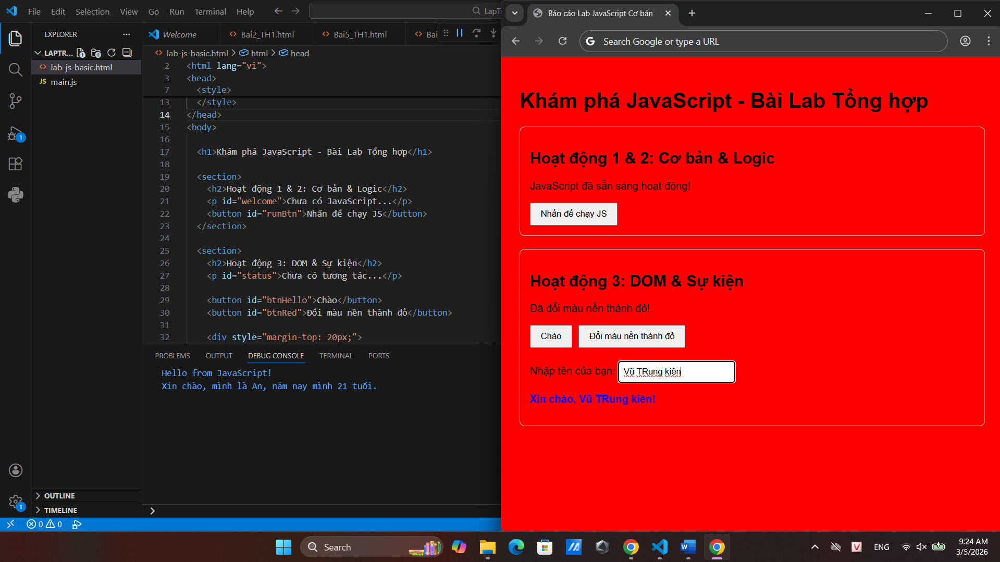 File Edit Selection View Go Run Terminal Help
LapTr
EXPLORER
LAPTR...
lab-js-basic.html
JS main.js
OUTLINE
TIMELINE
Welcome
Bai2_TH1.html
Bai5_TH1.html
Bai
lab-js-basic.html > html > head
2 <html lang="vi">
3 <head>
7 <style>
13 </style>
14 </head>
15 <body>
16
17 <h1>Khám phá JavaScript - Bài Lab Tổng hợp</h1>
18
19 <section>
20 <h2>Hoạt động 1 & 2: Cơ bản & Logic</h2>
21 <p id="welcome">Chưa có JavaScript...</p>
22 <button id="runBtn">Nhấn để chạy JS</button>
23 </section>
24
25 <section>
26 <h2>Hoạt động 3: DOM & Sự kiện</h2>
27 <p id="status">Chưa có tương tác...</p>
28
29 <button id="btnHello">Chào</button>
30 <button id="btnRed">Đổi màu nền thành đỏ</button>
31
32 <div style="margin-top: 20px;">
PROBLEMS OUTPUT DEBUG CONSOLE TERMINAL PORTS
Hello from JavaScript!
Xin chào, mình là An, năm nay mình 21 tuổi.
1
1
0 0
Báo cáo Lab JavaScript Cơ bản
Search Google or type a URL
Khám phá JavaScript - Bài Lab Tổng hợp
Hoạt động 1 & 2: Cơ bản & Logic
JavaScript đã sẵn sàng hoạt động!
Nhấn để chạy JS
Hoạt động 3: DOM & Sự kiện
Đã đổi màu nền thành đỏ!
Chào
Đổi màu nền thành đỏ
Nhập tên của bạn: Vũ TRung kiên
Xin chào, Vũ TRung kiên!
Search
ENG
9:24 AM
3/5/2026